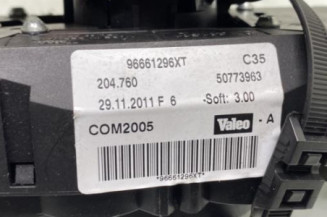 96661296XT C35
204.760 50773963
29.11.2011 F 6 -Soft: 3.00
COM2005 Valeo -A
*96661296XT*